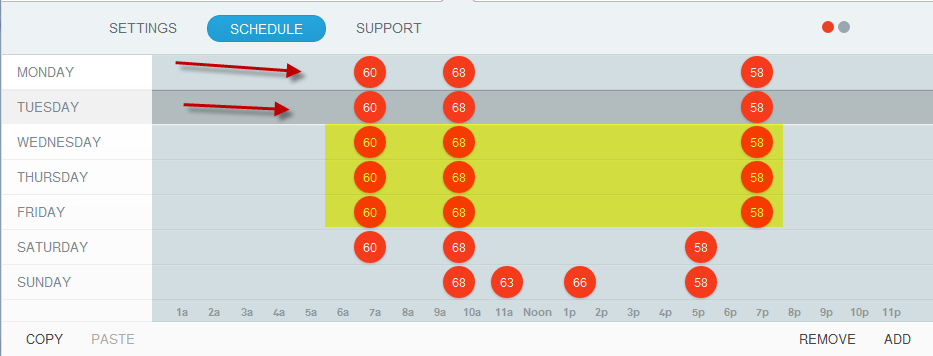 SETTINGS SCHEDULE SUPPORT
MONDAY 60 68 58
TUESDAY 60 68 58
WEDNESDAY 60 68 58
THURSDAY 60 68 58
FRIDAY 60 68 58
SATURDAY 60 68 58
SUNDAY 68 63 66 58
1a 2a 3a 4a 5a 6a 7a 8a 9a 10a 11a Noon 1p 2p 3p 4p 5p 6p 7p 8p 9p 10p 11p
COPY PASTE REMOVE ADD